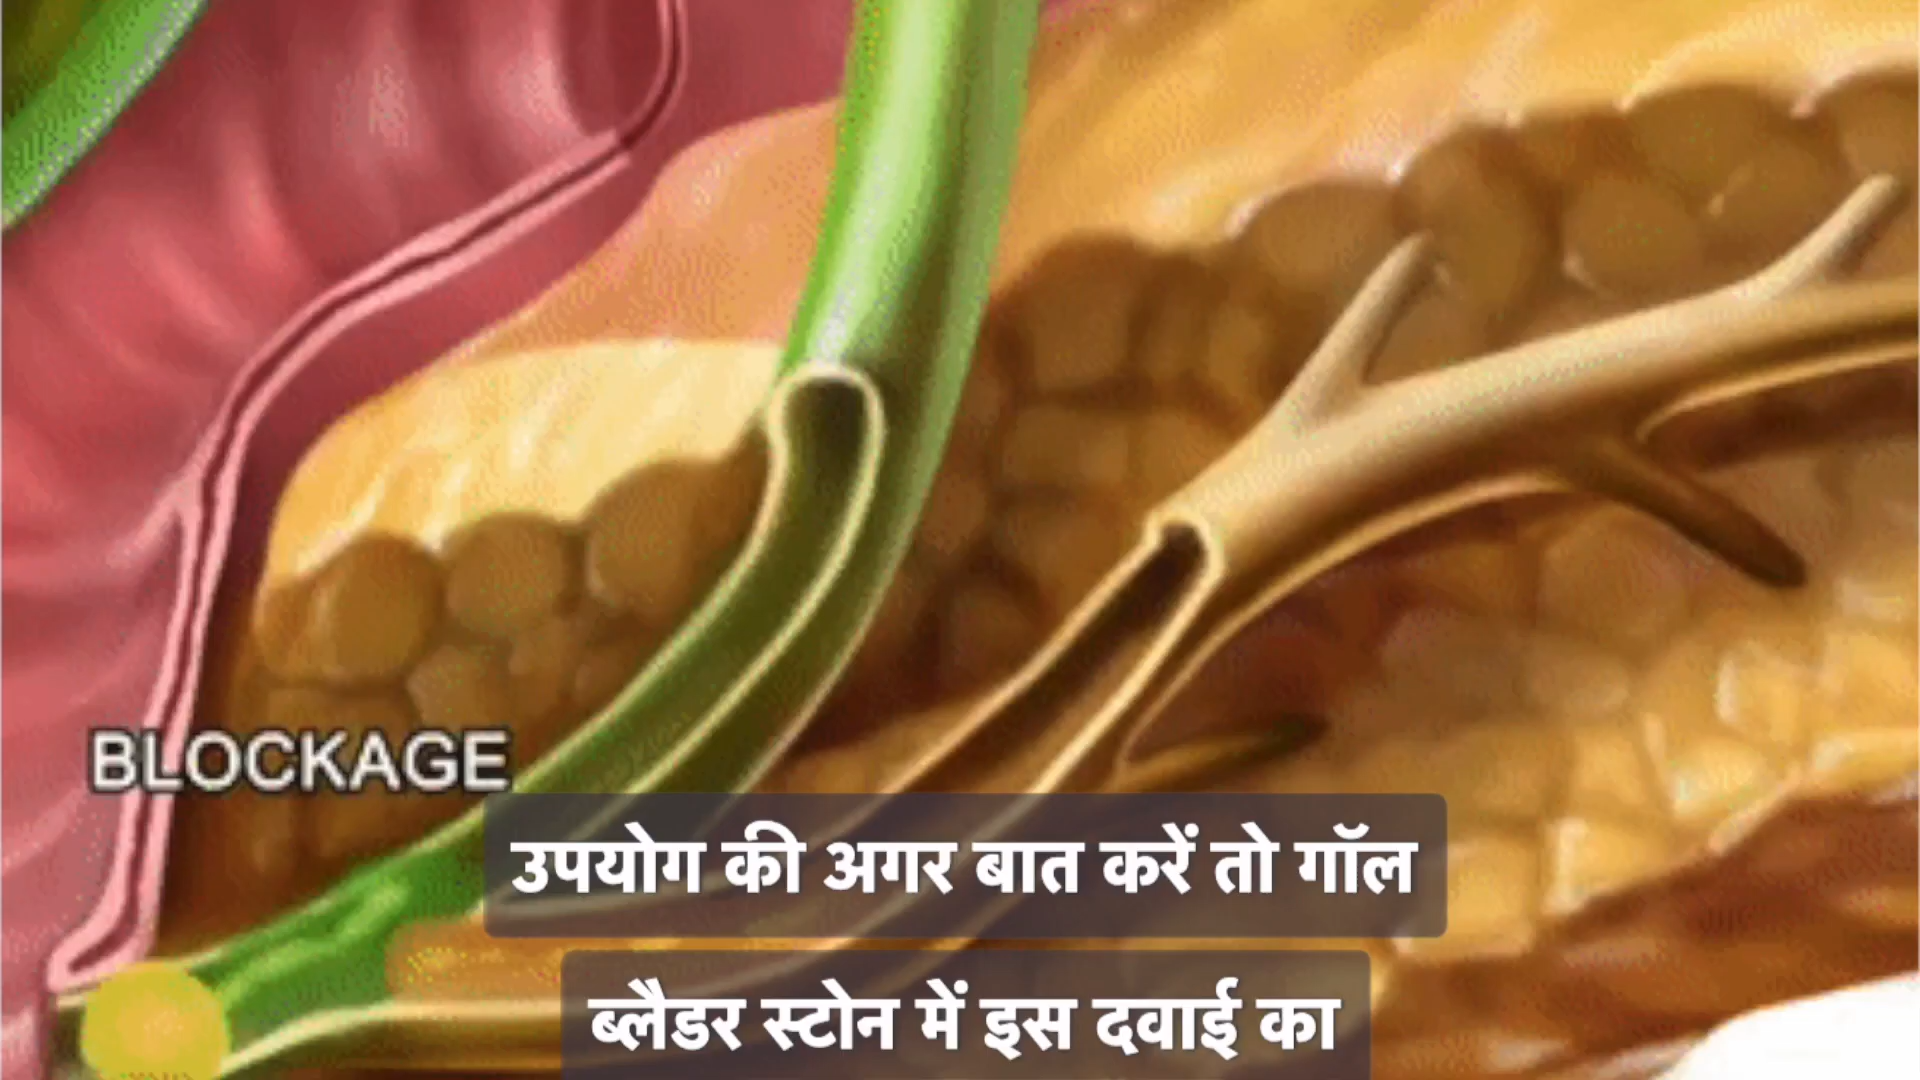 BLOCKAGE
उपयोग की अगर बात करें तो गॉल
ब्लैडर स्टोन में इस दवाई का